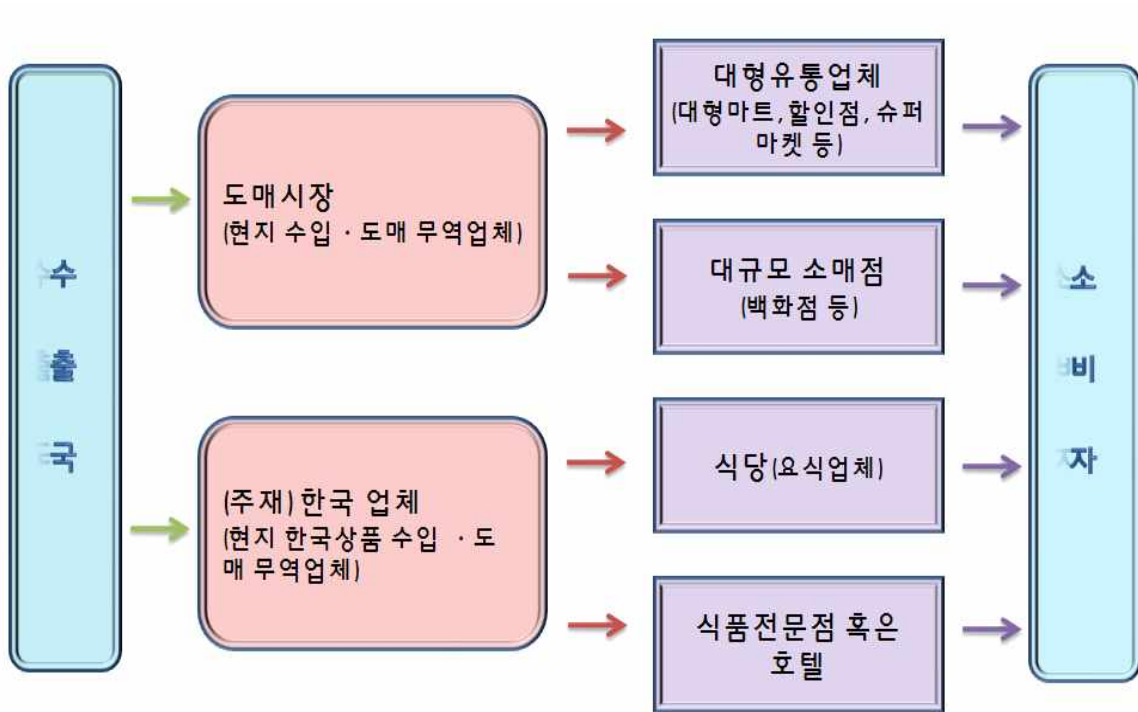 수
출
국
도매시장
(현지 수입 · 도매 무역업체)
(주재) 한국 업체
(현지 한국상품 수입 · 도
매 무역업체)
대형유통업체
(대형마트, 할인점, 슈퍼
마켓 등)
대규모 소매점
(백화점 등)
식당(요식업체)
식품전문점 혹은
호텔
소
비
자